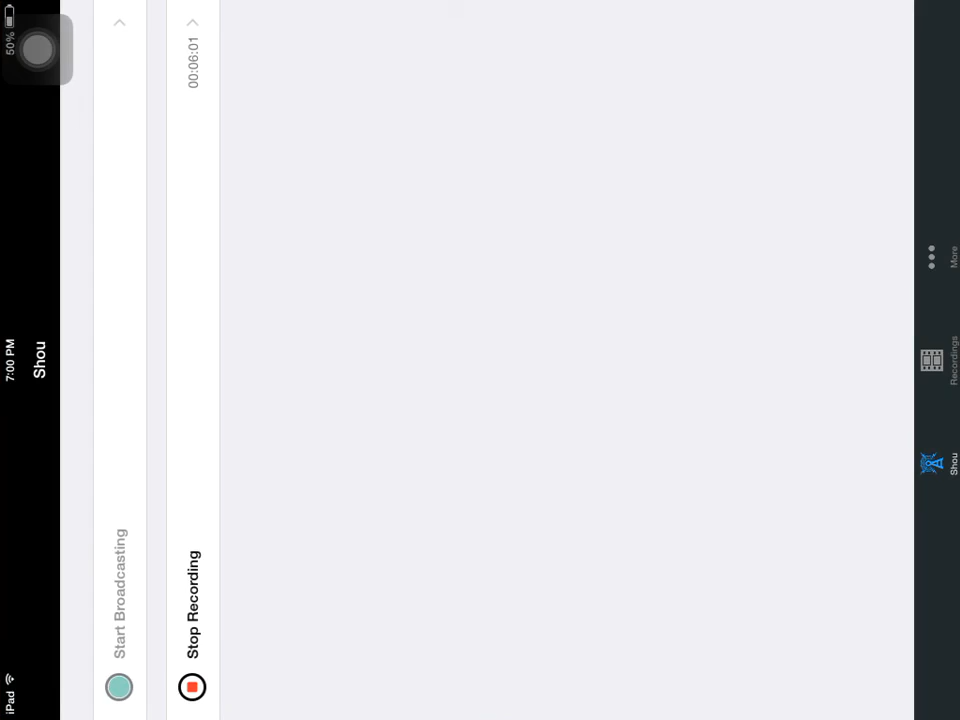 iPad 7:00 PM 50%
Shou
Start Broadcasting
Stop Recording 00:06:01
Shou Recordings More